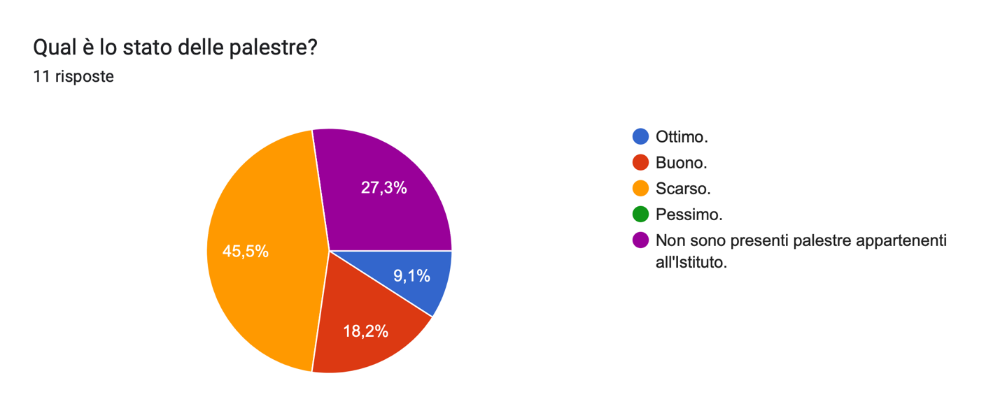 Qual è lo stato delle palestre?
11 risposte
27,3%
45,5%
9,1%
18,2%
Ottimo.
Buono.
Scarso.
Pessimo.
Non sono presenti palestre appartenenti
all'Istituto.